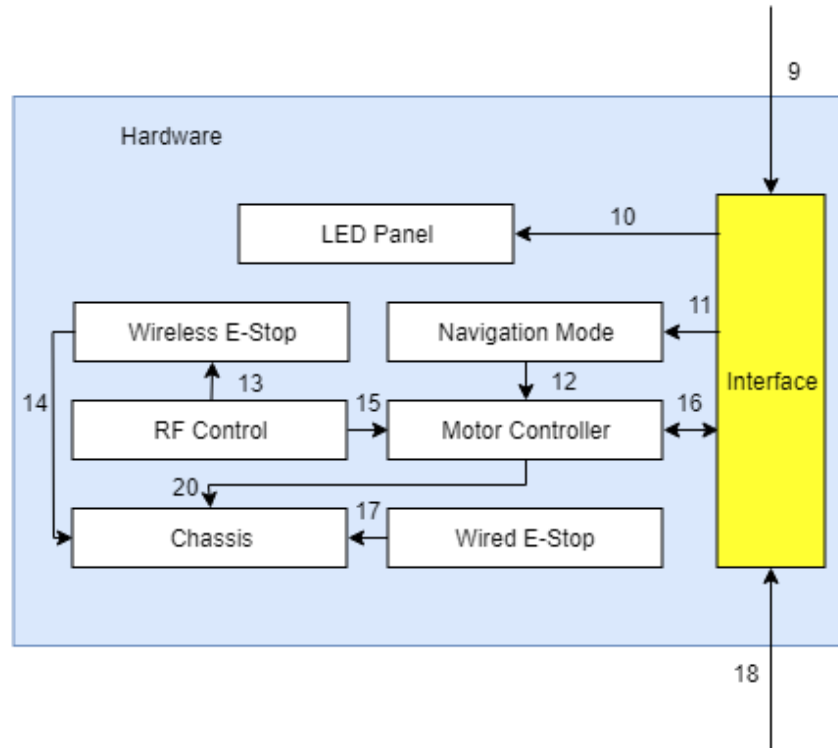 9
Hardware
10
LED Panel
11
Wireless E-Stop
Navigation Mode
Interface
13
12
14
15
16
RF Control
Motor Controller
20
17
Chassis
Wired E-Stop
18